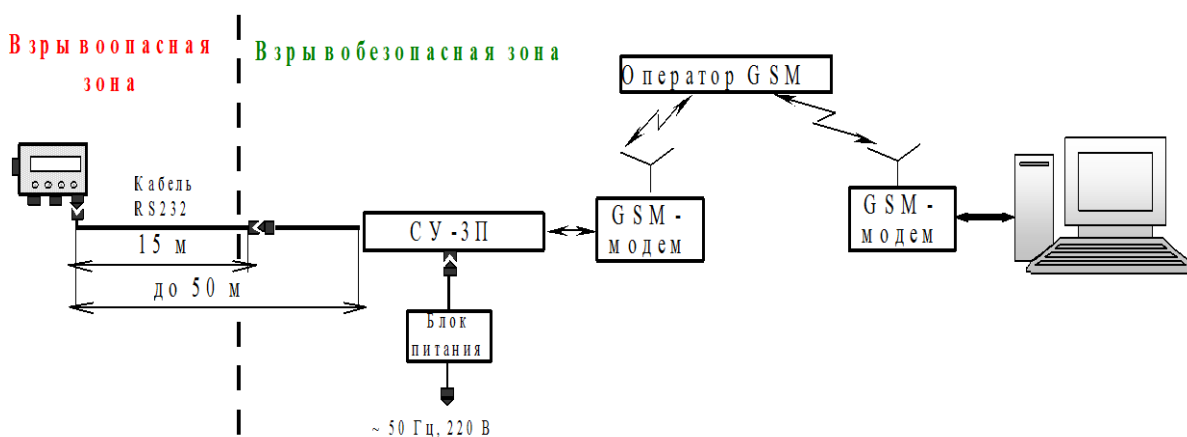 Взрывоопасная
зона
Взрывобезопасная зона
Оператор GSM
Кабель
RS232
15 м
до 50 м
СУ-3П
GSM-
модем
GSM-
модем
Блок
питания
~ 50 Гц, 220 В